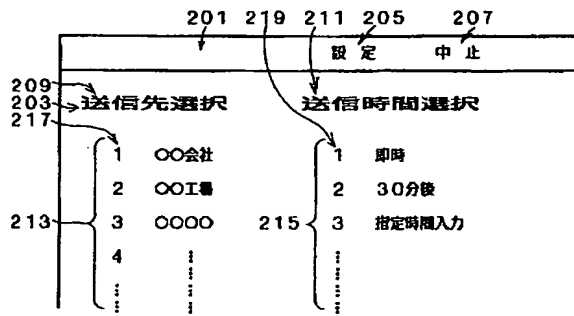 201 219 211 205 207
設定 中止
209
203 送信先選択 送信時間選択
217
1 ○○会社 1 即時
2 ○○工場 2 30分後
213 3 ○○○○ 215 3 指定時間入力
4